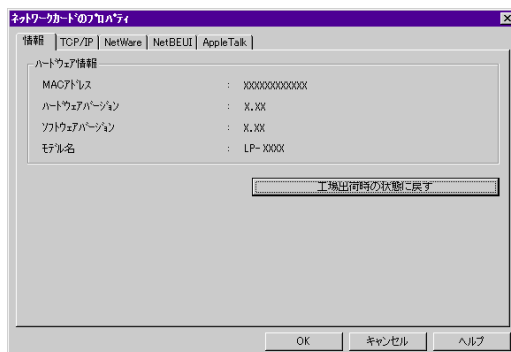 ネットワークカードのプロパティ
情報 TCP/IP NetWare NetBEUI AppleTalk
ハードウェア情報
MACアドレス : XXXXXXXXXXXX
ハードウェアバージョン : X.XX
ソフトウェアバージョン : X.XX
モデル名 : LP-XXXX
工場出荷時の状態に戻す
OK キャンセル ヘルプ